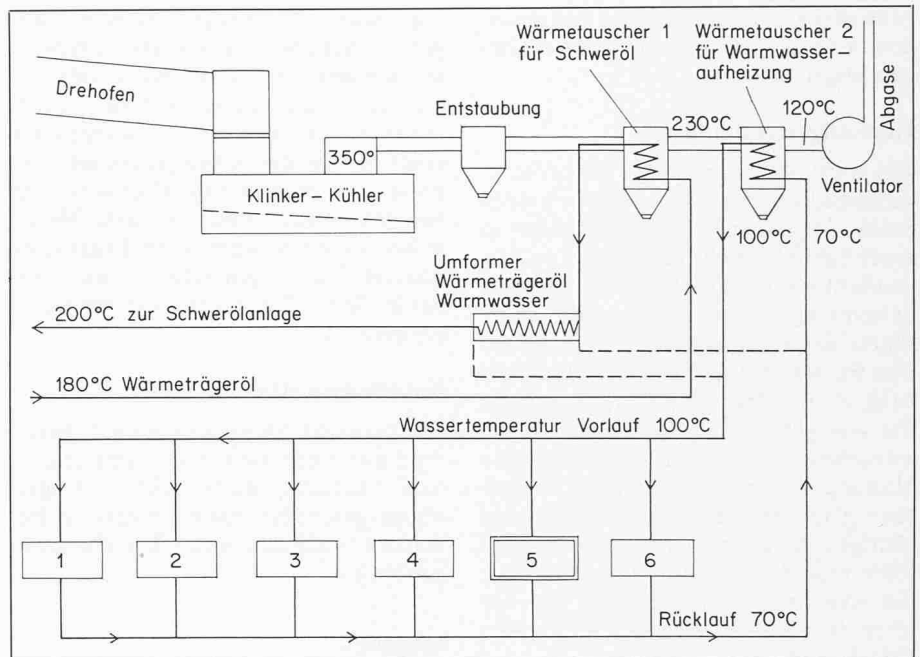 Wärmetauscher 1
für Schweröl
Wärmetauscher 2
für Warmwasser-
aufheizung
Abgase
Drehofen
Entstaubung
230°C
120°C
350°
Ventilator
Klinker-Kühler
100°C
70°C
Umformer
Wärmeträgeröl
Warmwasser
200°C zur Schwerölanlage
180°C Wärmeträgeröl
Wassertemperatur Vorlauf 100°C
1
2
3
4
5
6
Rücklauf 70°C